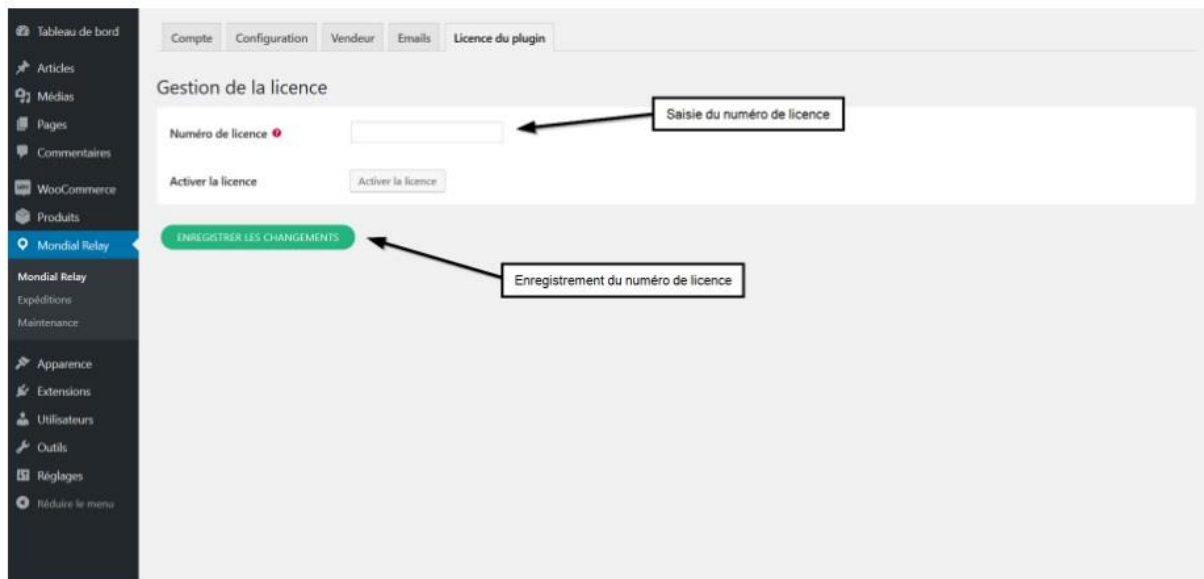 Tableau de bord
Articles
Médias
Pages
Commentaires
WooCommerce
Produits
Mondial Relay
Mondial Relay
Expéditions
Maintenance
Apparence
Extensions
Utilisateurs
Outils
Réglages
Réduire le menu
Compte Configuration Vendeur Emails Licence du plugin
Gestion de la licence
Numéro de licence
Saisie du numéro de licence
Activer la licence Activer la licence
ENREGISTRER LES CHANGEMENTS
Enregistrement du numéro de licence